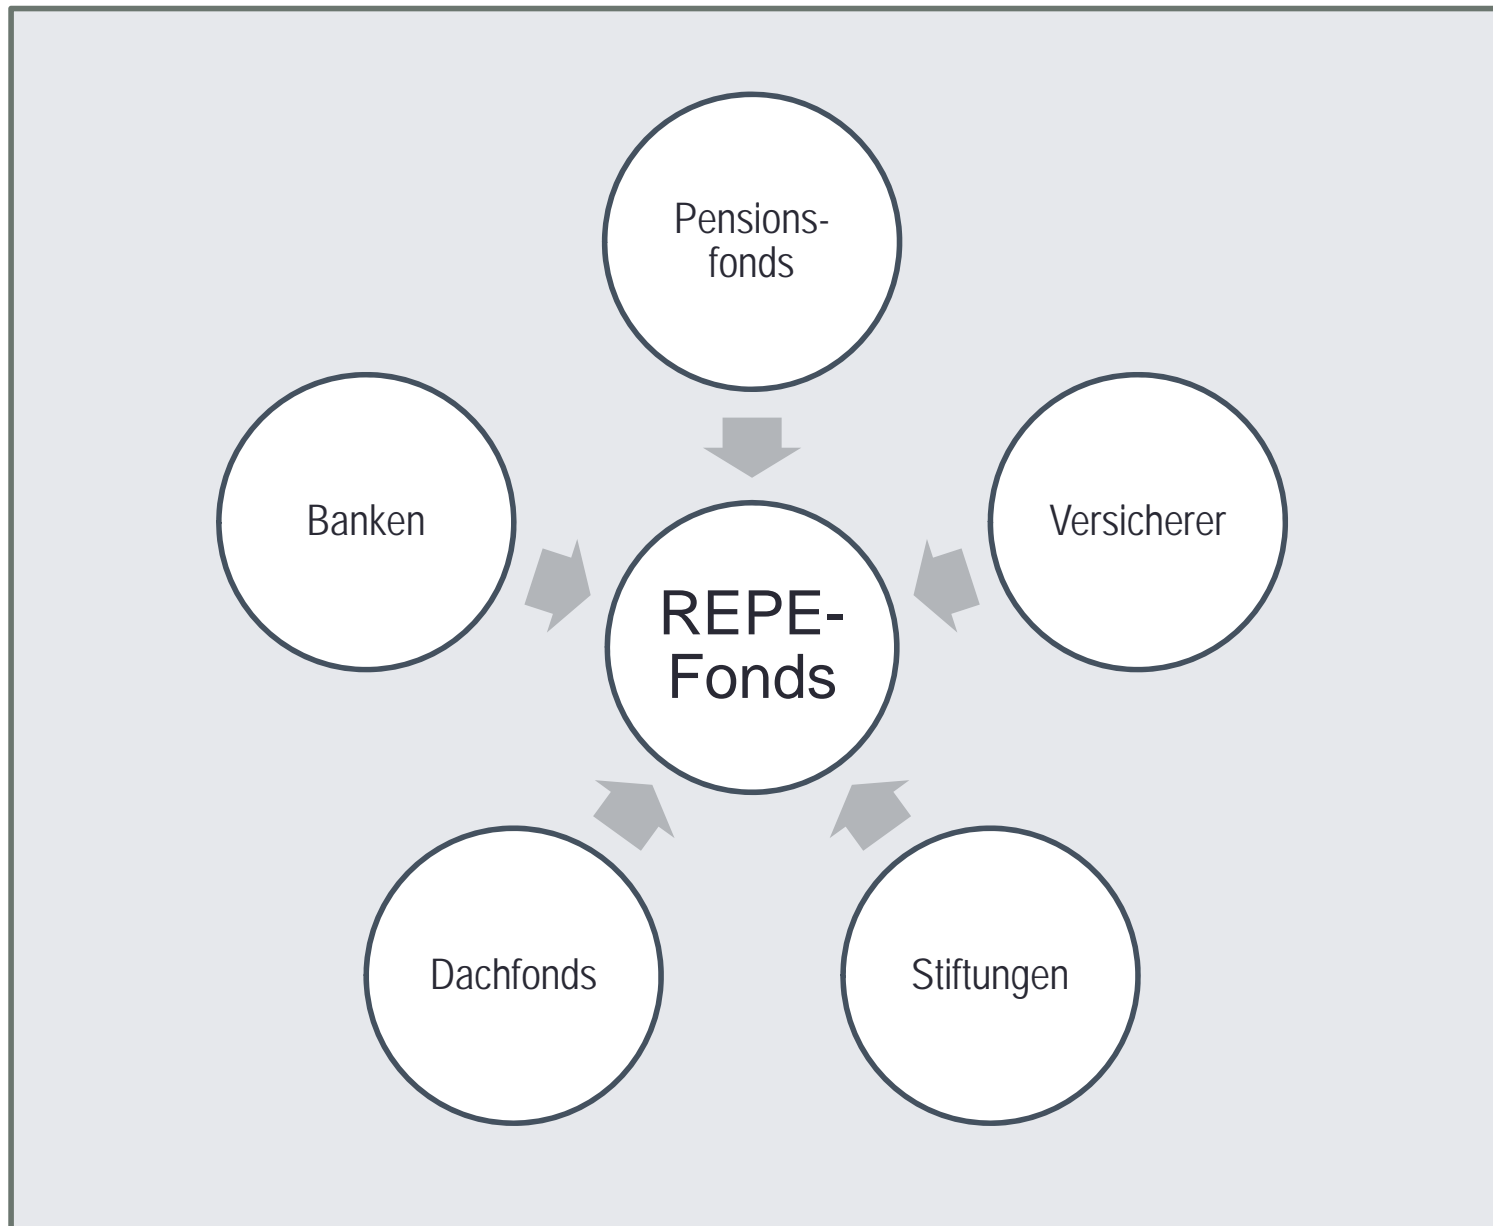 Pensions-
fonds
Banken
Versicherer
REPE-
Fonds
Dachfonds
Stiftungen